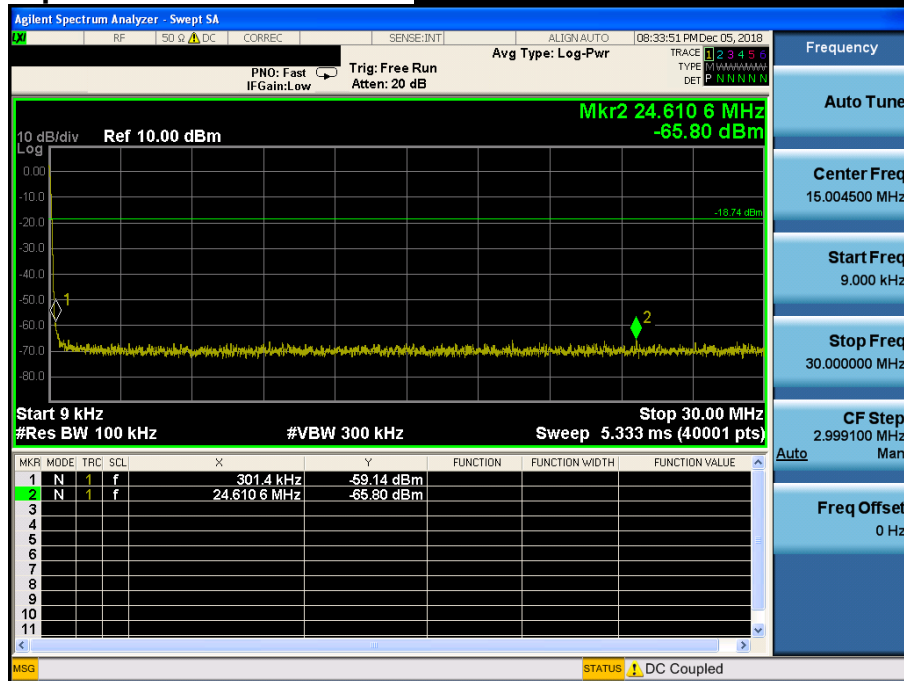 Agilent Spectrum Analyzer - Swept SA
LXI RF 50 Ω ⚠ DC CORREC SENSE:INT ALIGN AUTO 08:33:51 PM Dec 05, 2018
PNO: Fast
IFGain:Low
Trig: Free Run
Atten: 20 dB
Avg Type: Log-Pwr
TRACE 1 2 3 4 5 6
TYPE M WWWWW
DET P N N N N N
Mkr2 24.610 6 MHz
-65.80 dBm
10 dB/div Ref 10.00 dBm
Log
0.00
-10.0
-20.0
-30.0
-40.0
-50.0
-60.0
-70.0
-80.0
-18.74 dBm
1
2
Start 9 kHz Stop 30.00 MHz
#Res BW 100 kHz #VBW 300 kHz Sweep 5.333 ms (40001 pts)
MKR MODE TRC SCL X Y FUNCTION FUNCTION WIDTH FUNCTION VALUE
1 N 1 f 301.4 kHz -59.14 dBm
2 N 1 f 24.610 6 MHz -65.80 dBm
3
4
5
6
7
8
9
10
11
MSG STATUS ⚠ DC Coupled
Frequency
Auto Tune
Center Freq
15.004500 MHz
Start Freq
9.000 kHz
Stop Freq
30.000000 MHz
CF Step
2.999100 MHz
Auto Man
Freq Offset
0 Hz